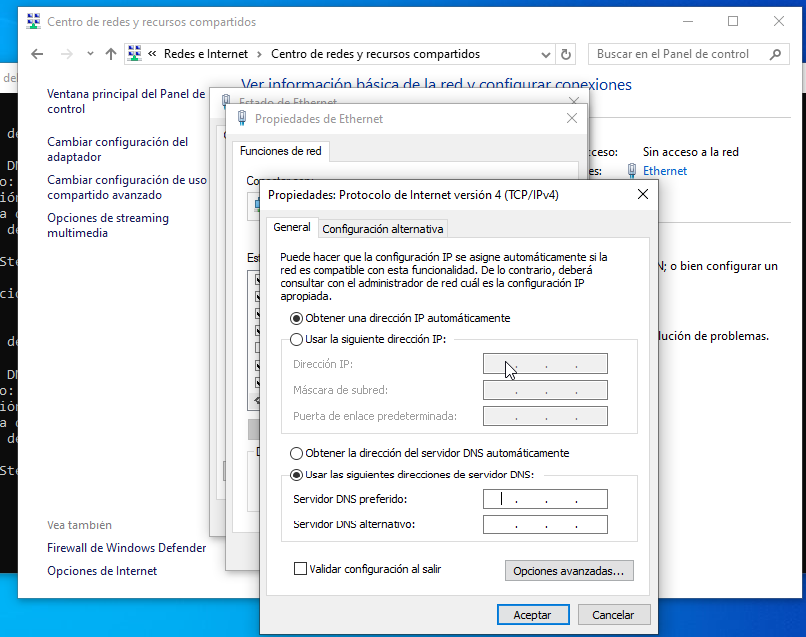 Centro de redes y recursos compartidos
« Redes e Internet › Centro de redes y recursos compartidos
Buscar en el Panel de control
Ventana principal del Panel de
control
Cambiar configuración del
adaptador
Cambiar configuración de uso
compartido avanzado
Opciones de streaming
multimedia
Vea también
Firewall de Windows Defender
Opciones de Internet
Ver información básica de la red y configurar conexiones
Sin acceso a la red
Ethernet
N; o bien configurar un
lución de problemas.
Estado de Ethernet
Propiedades de Ethernet
Funciones de red
Propiedades: Protocolo de Internet versión 4 (TCP/IPv4)
General
Configuración alternativa
Puede hacer que la configuración IP se asigne automáticamente si la
red es compatible con esta funcionalidad. De lo contrario, deberá
consultar con el administrador de red cuál es la configuración IP
apropiada.
Obtener una dirección IP automáticamente
Usar la siguiente dirección IP:
Dirección IP:
Máscara de subred:
Puerta de enlace predeterminada:
Obtener la dirección del servidor DNS automáticamente
Usar las siguientes direcciones de servidor DNS:
Servidor DNS preferido:
Servidor DNS alternativo:
Validar configuración al salir
Opciones avanzadas...
Aceptar
Cancelar